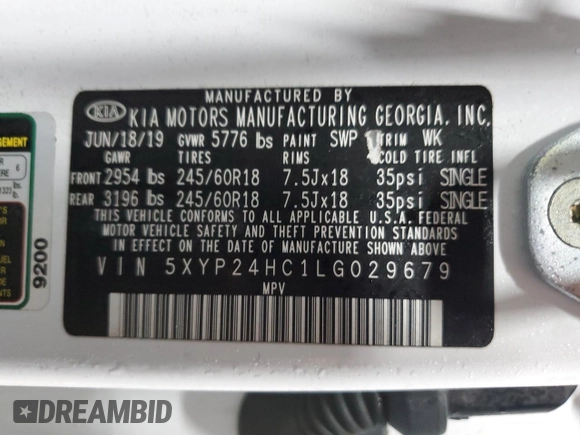 MANUFACTURED BY
KIA KIA MOTORS MANUFACTURING GEORGIA, INC.
JUN/18/19 GVWR 5776 lbs PAINT SWP TRIM WK
GAWR TIRES RIMS COLD TIRE INFL
FRONT 2954 lbs 245/60R18 7.5Jx18 35psi SINGLE
REAR 3196 lbs 245/60R18 7.5Jx18 35psi SINGLE
THIS VEHICLE CONFORMS TO ALL APPLICABLE U.S.A. FEDERAL
MOTOR VEHICLE SAFETY AND THEFT PREVENTION STANDARDS
IN EFFECT ON THE DATE OF MANUFACTURE SHOWN ABOVE.
VIN 5XYP24HC1LG029679
MPV
9200
DREAMBID